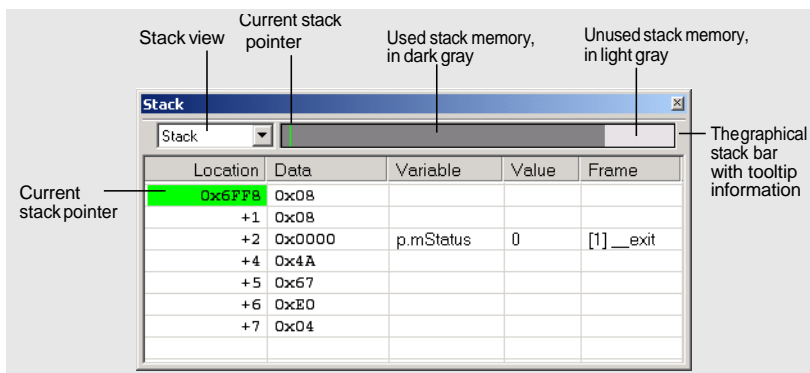 Current stack
pointer
Stack view
Used stack memory,
in dark gray
Unused stack memory,
in light gray
Stack
Stack
The graphical
stack bar
with tooltip
information
Location Data Variable Value Frame
Current
stack pointer
0x6FF8 0x08
+1 0x08
+2 0x0000 p.mStatus 0 [1] __exit
+4 0x4A
+5 0x67
+6 0xE0
+7 0x04